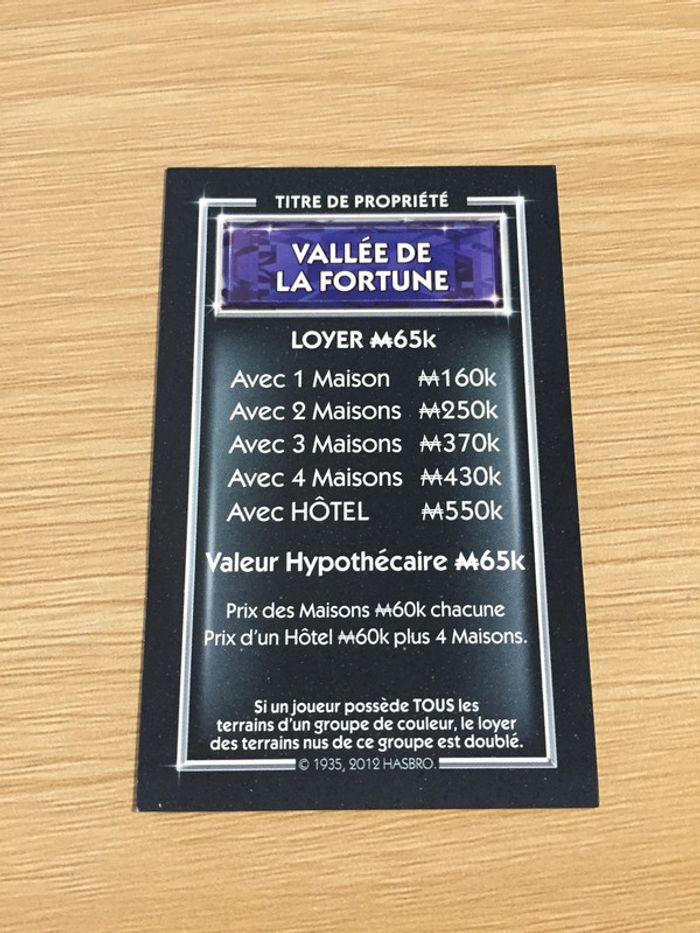 TITRE DE PROPRIÉTÉ
VALLÉE DE
LA FORTUNE
LOYER ₩65k
Avec 1 Maison ₩160k
Avec 2 Maisons ₩250k
Avec 3 Maisons ₩370k
Avec 4 Maisons ₩430k
Avec HÔTEL ₩550k
Valeur Hypothécaire ₩65k
Prix des Maisons ₩60k chacune
Prix d'un Hôtel ₩60k plus 4 Maisons.
Si un joueur possède TOUS les
terrains d'un groupe de couleur, le loyer
des terrains nus de ce groupe est doublé.
© 1935, 2012 HASBRO.